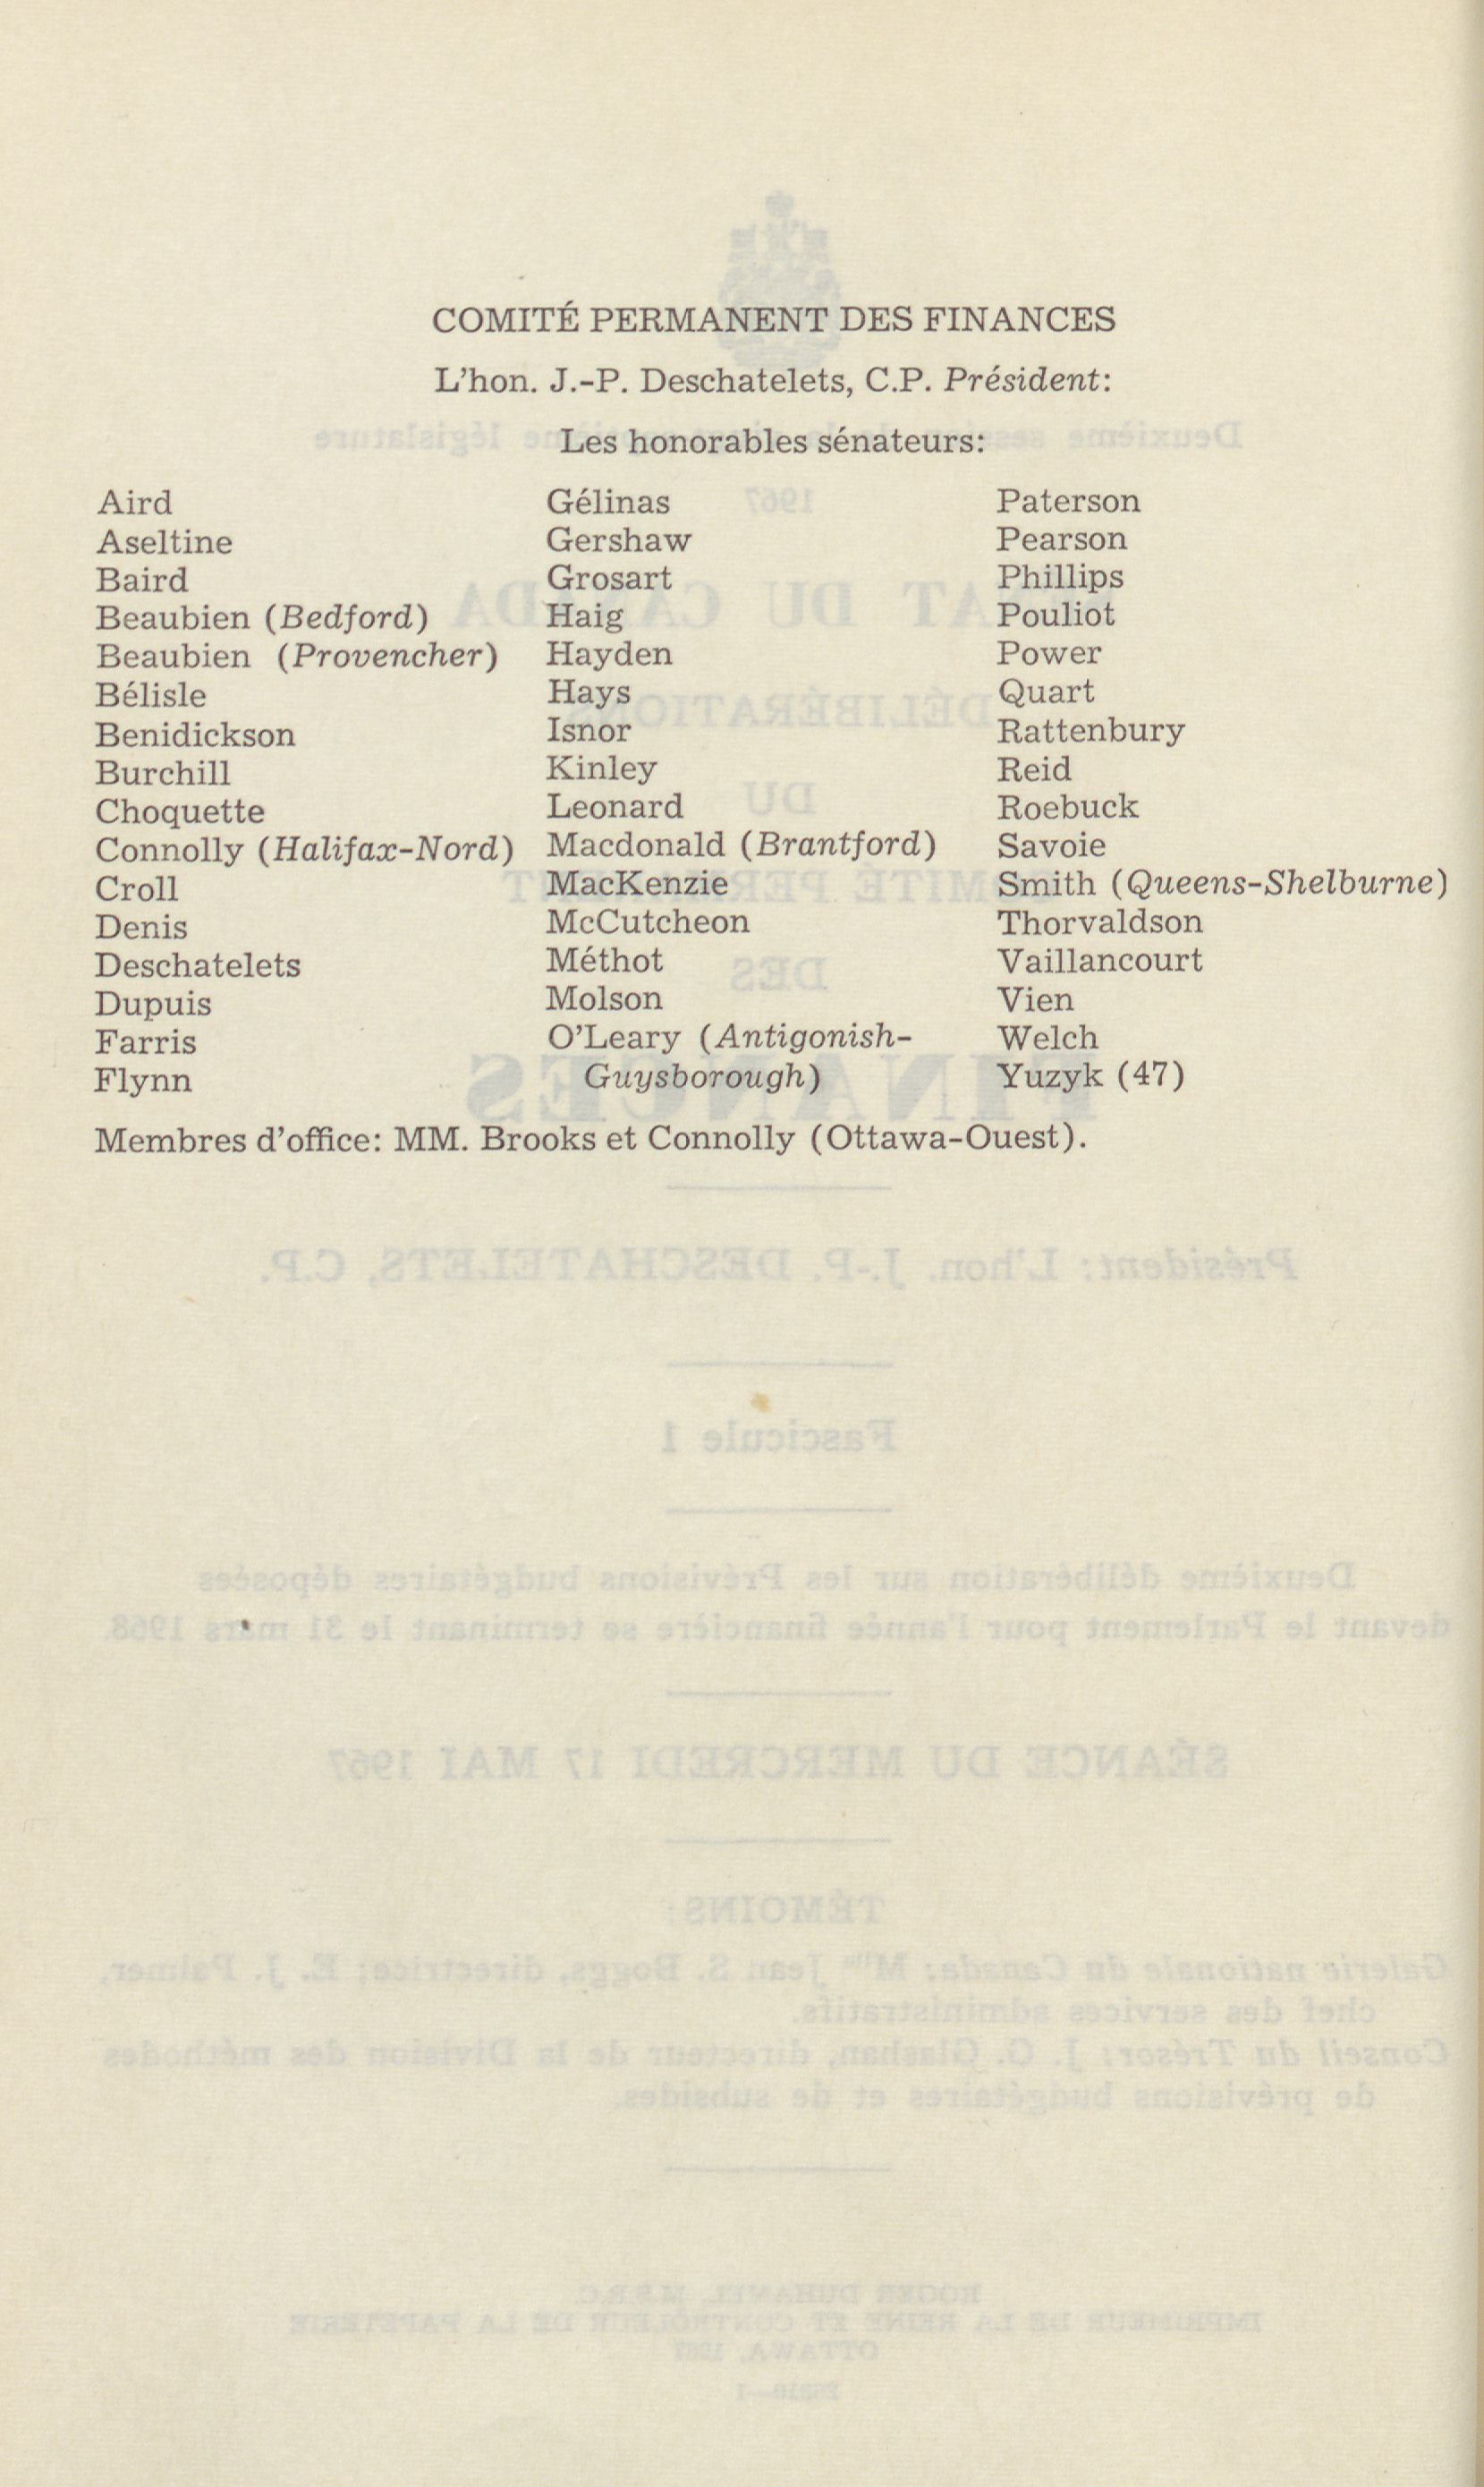 COMITÉ PERMANENT DES FINANCES
L'hon. J.-P. Deschatelets, C.P. Président:
Les honorables sénateurs:
Aird
Aseltine
Baird
Beaubien (Bedford)
Beaubien (Provencher)
Bélisle
Benidickson
Burchill
Choquette
Connolly (Halifax-Nord)
Croll
Denis
Deschatelets
Dupuis
Farris
Flynn
Gélinas
Gershaw
Grosart
Haig
Hayden
Hays
Isnor
Kinley
Leonard
Macdonald (Brantford)
MacKenzie
McCutcheon
Méthot
Molson
O'Leary (Antigonish-
Guysborough)
Paterson
Pearson
Phillips
Pouliot
Power
Quart
Rattenbury
Reid
Roebuck
Savoie
Smith (Queens-Shelburne)
Thorvaldson
Vaillancourt
Vien
Welch
Yuzyk (47)
Membres d'office: MM. Brooks et Connolly (Ottawa-Ouest).